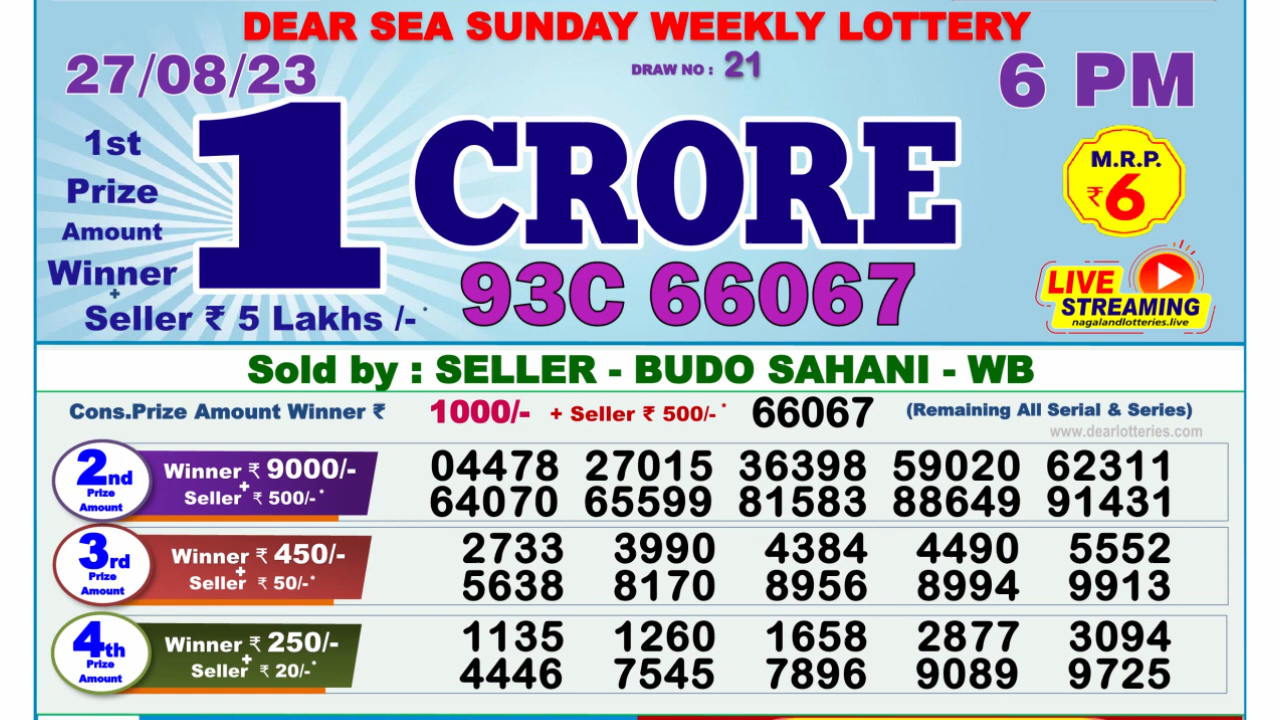 DEAR SEA SUNDAY WEEKLY LOTTERY
27/08/23
DRAW NO : 21
6 PM
1st
Prize
Amount
Winner
+
Seller ₹ 5 Lakhs /-*
1 CRORE
93C 66067
M.R.P.
₹6
LIVE
STREAMING
nagalandlotteries.live
Sold by : SELLER - BUDO SAHANI - WB
Cons.Prize Amount Winner ₹ 1000/- + Seller ₹ 500/-* 66067 (Remaining All Serial & Series)
www.dearlotteries.com
2nd
Prize
Amount
Winner ₹ 9000/-
+
Seller ₹ 500/-*
04478 27015 36398 59020 62311
64070 65599 81583 88649 91431
3rd
Prize
Amount
Winner ₹ 450/-
+
Seller ₹ 50/-*
2733 3990 4384 4490 5552
5638 8170 8956 8994 9913
4th
Prize
Amount
Winner ₹ 250/-
+
Seller ₹ 20/-*
1135 1260 1658 2877 3094
4446 7545 7896 9089 9725